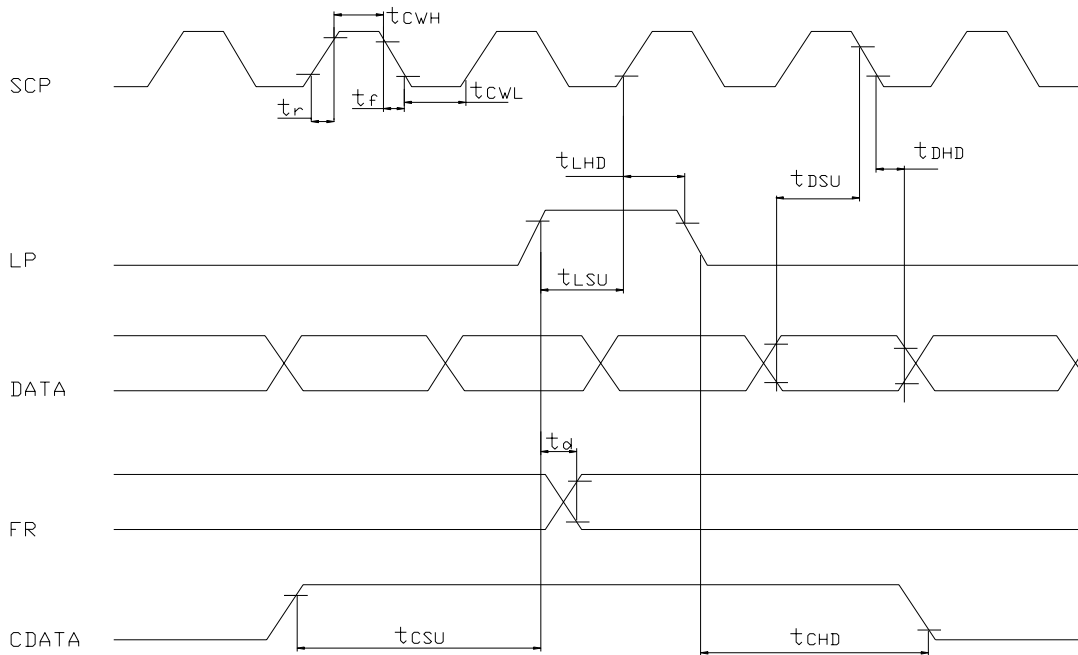 tCWH
SCP
tr
tf
tCWL
tLHD
tDHD
tDSU
LP
tLSU
DATA
td
FR
CDATA
tCSU
tCHD